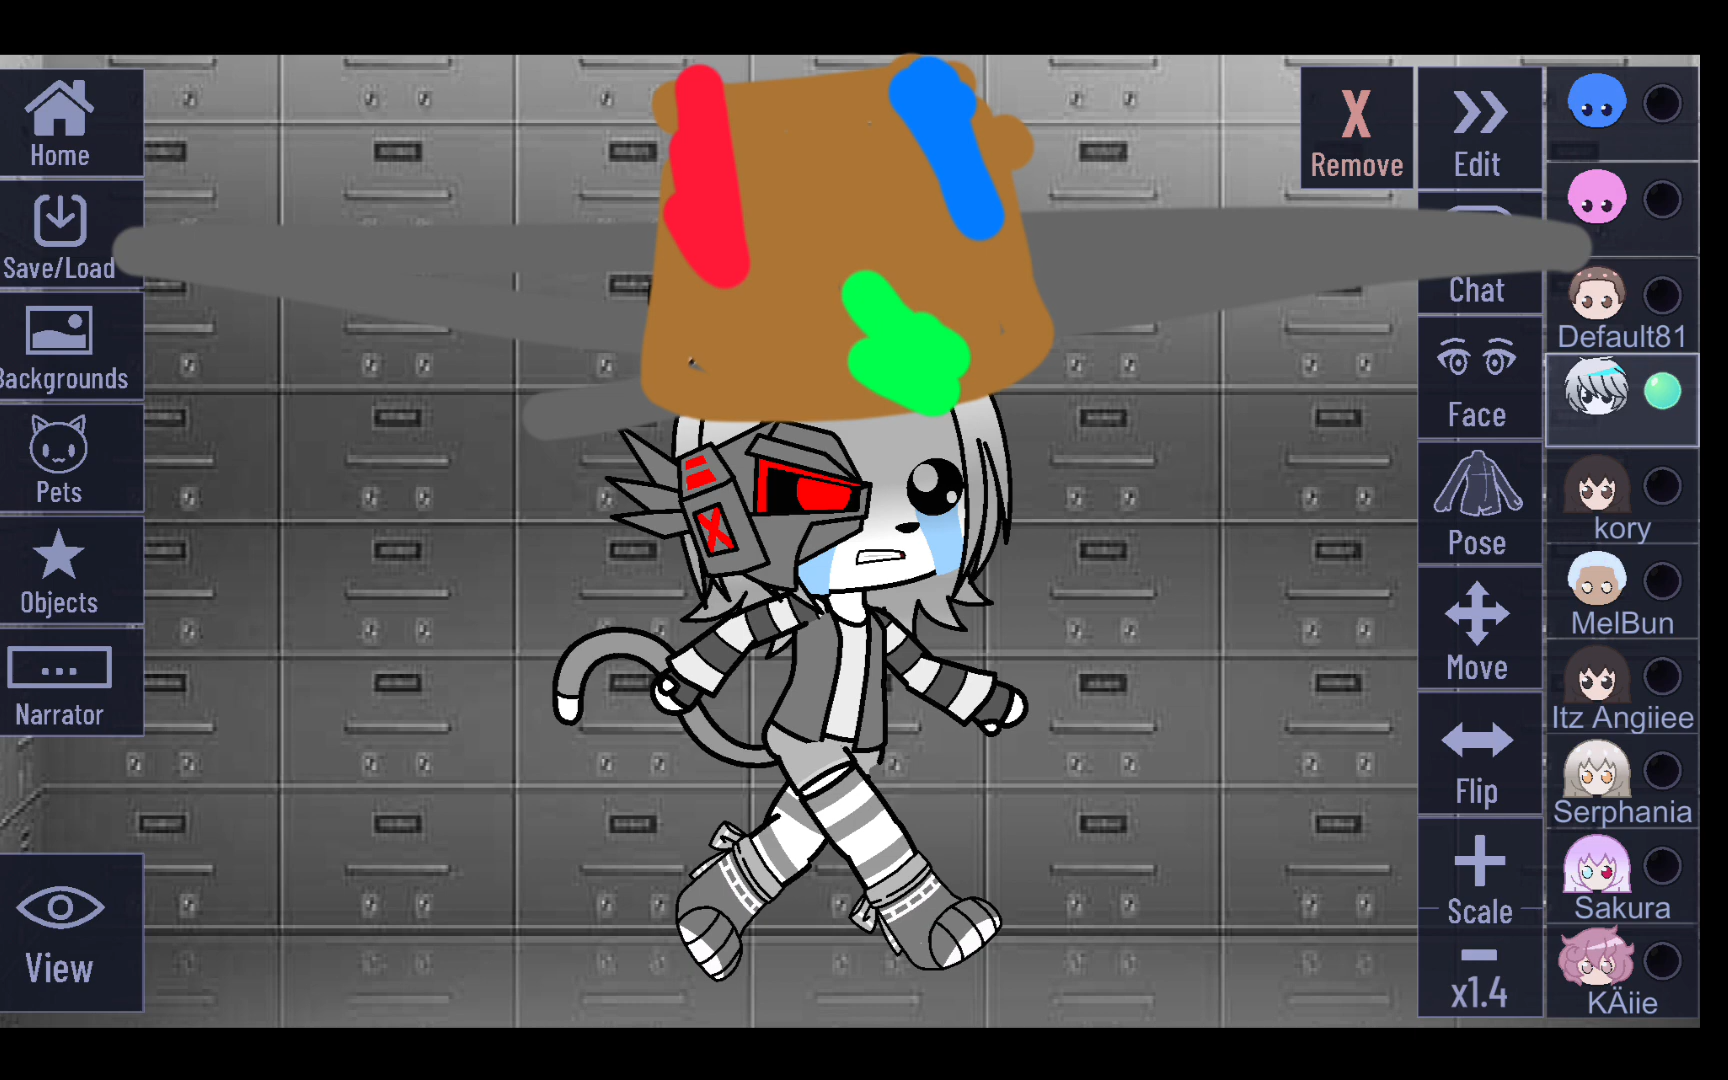 Home
Save/Load
Backgrounds
Pets
Objects
Narrator
View
X
Remove
Edit
Chat
Face
Pose
Move
Flip
Scale
x1.4
Default81
kory
MelBun
Itz Angiiee
Serphania
Sakura
KÄiie